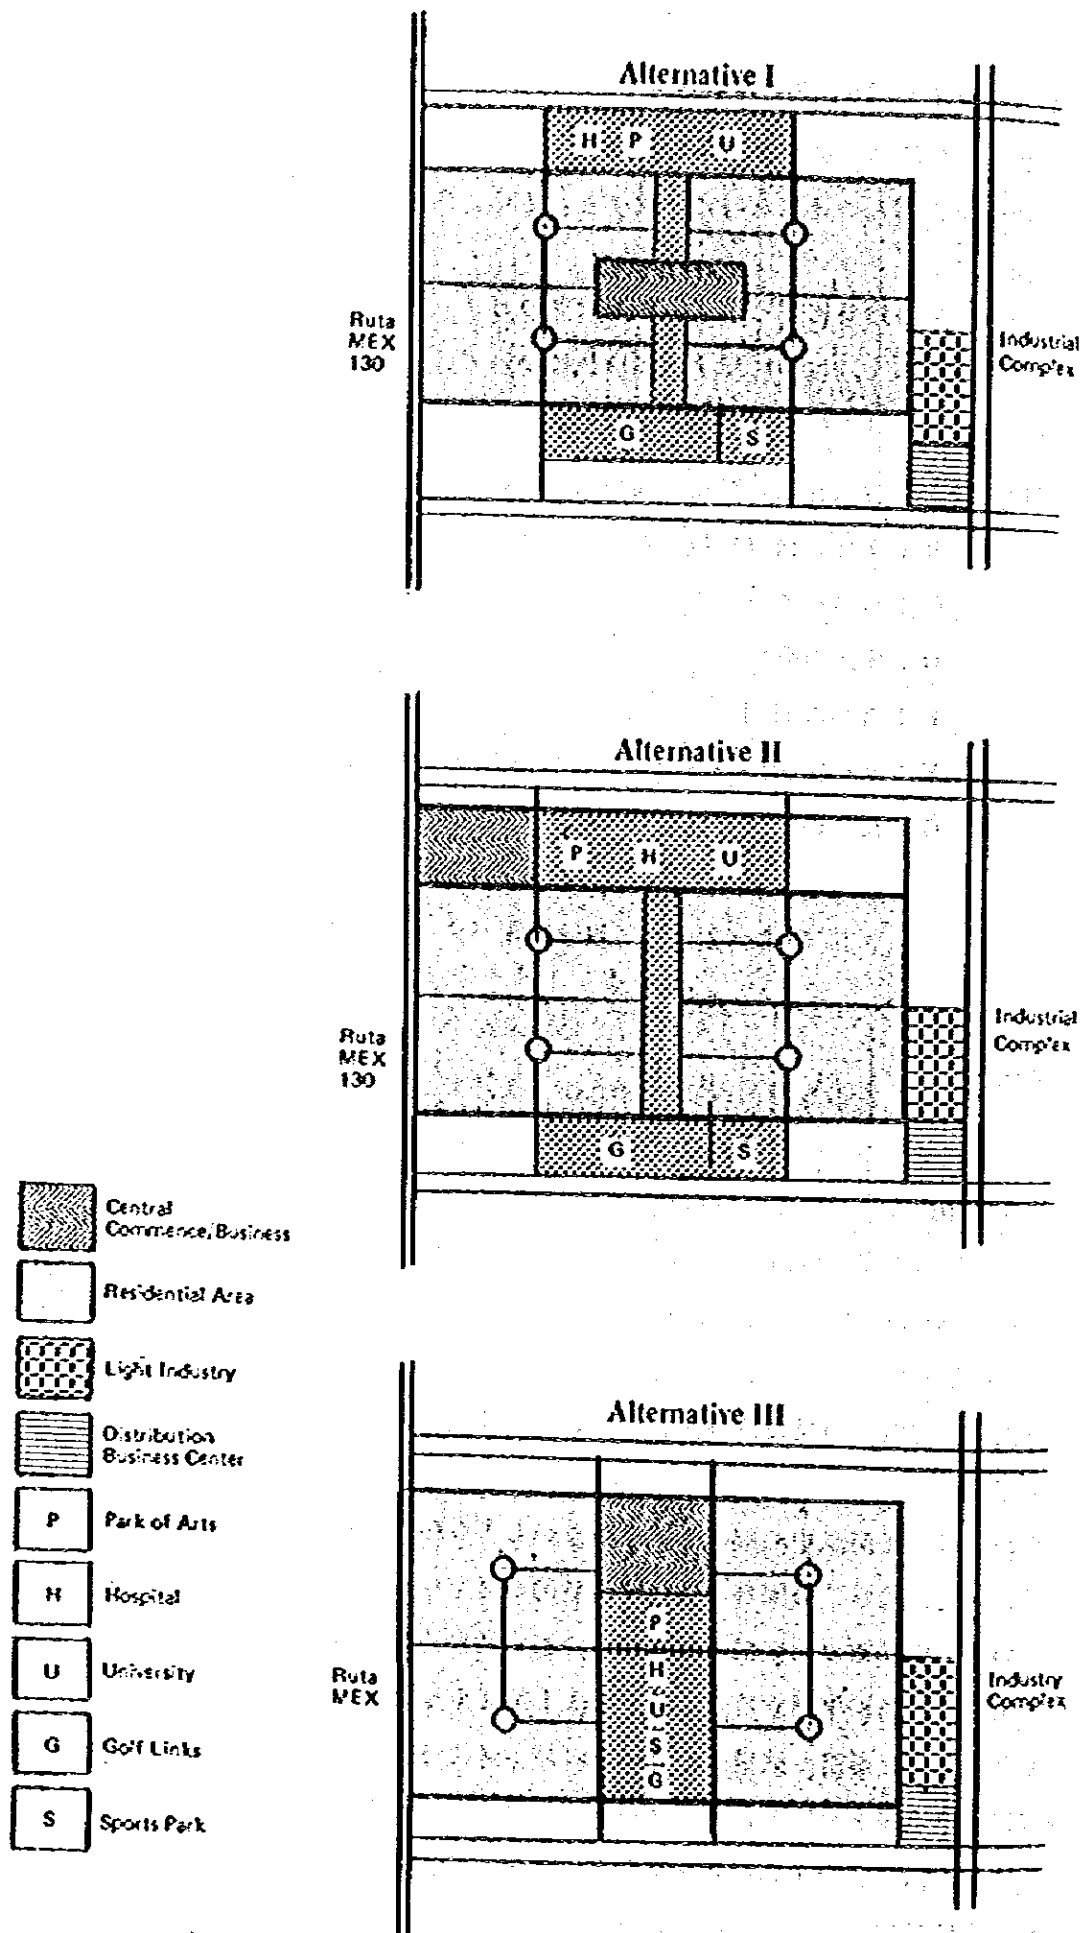 Alternative I
H P U
Ruta
MEX
130
Industrial
Complex
G S
Alternative II
P H U
Ruta
MEX
130
Industrial
Complex
G S
Central
Commence/Business
Residential Area
Light Industry
Distribution
Business Center
P Park of Arts
H Hospital
U University
G Golf Links
S Sports Park
Alternative III
P
H
U
S
G
Ruta
MEX
Industry
Complex